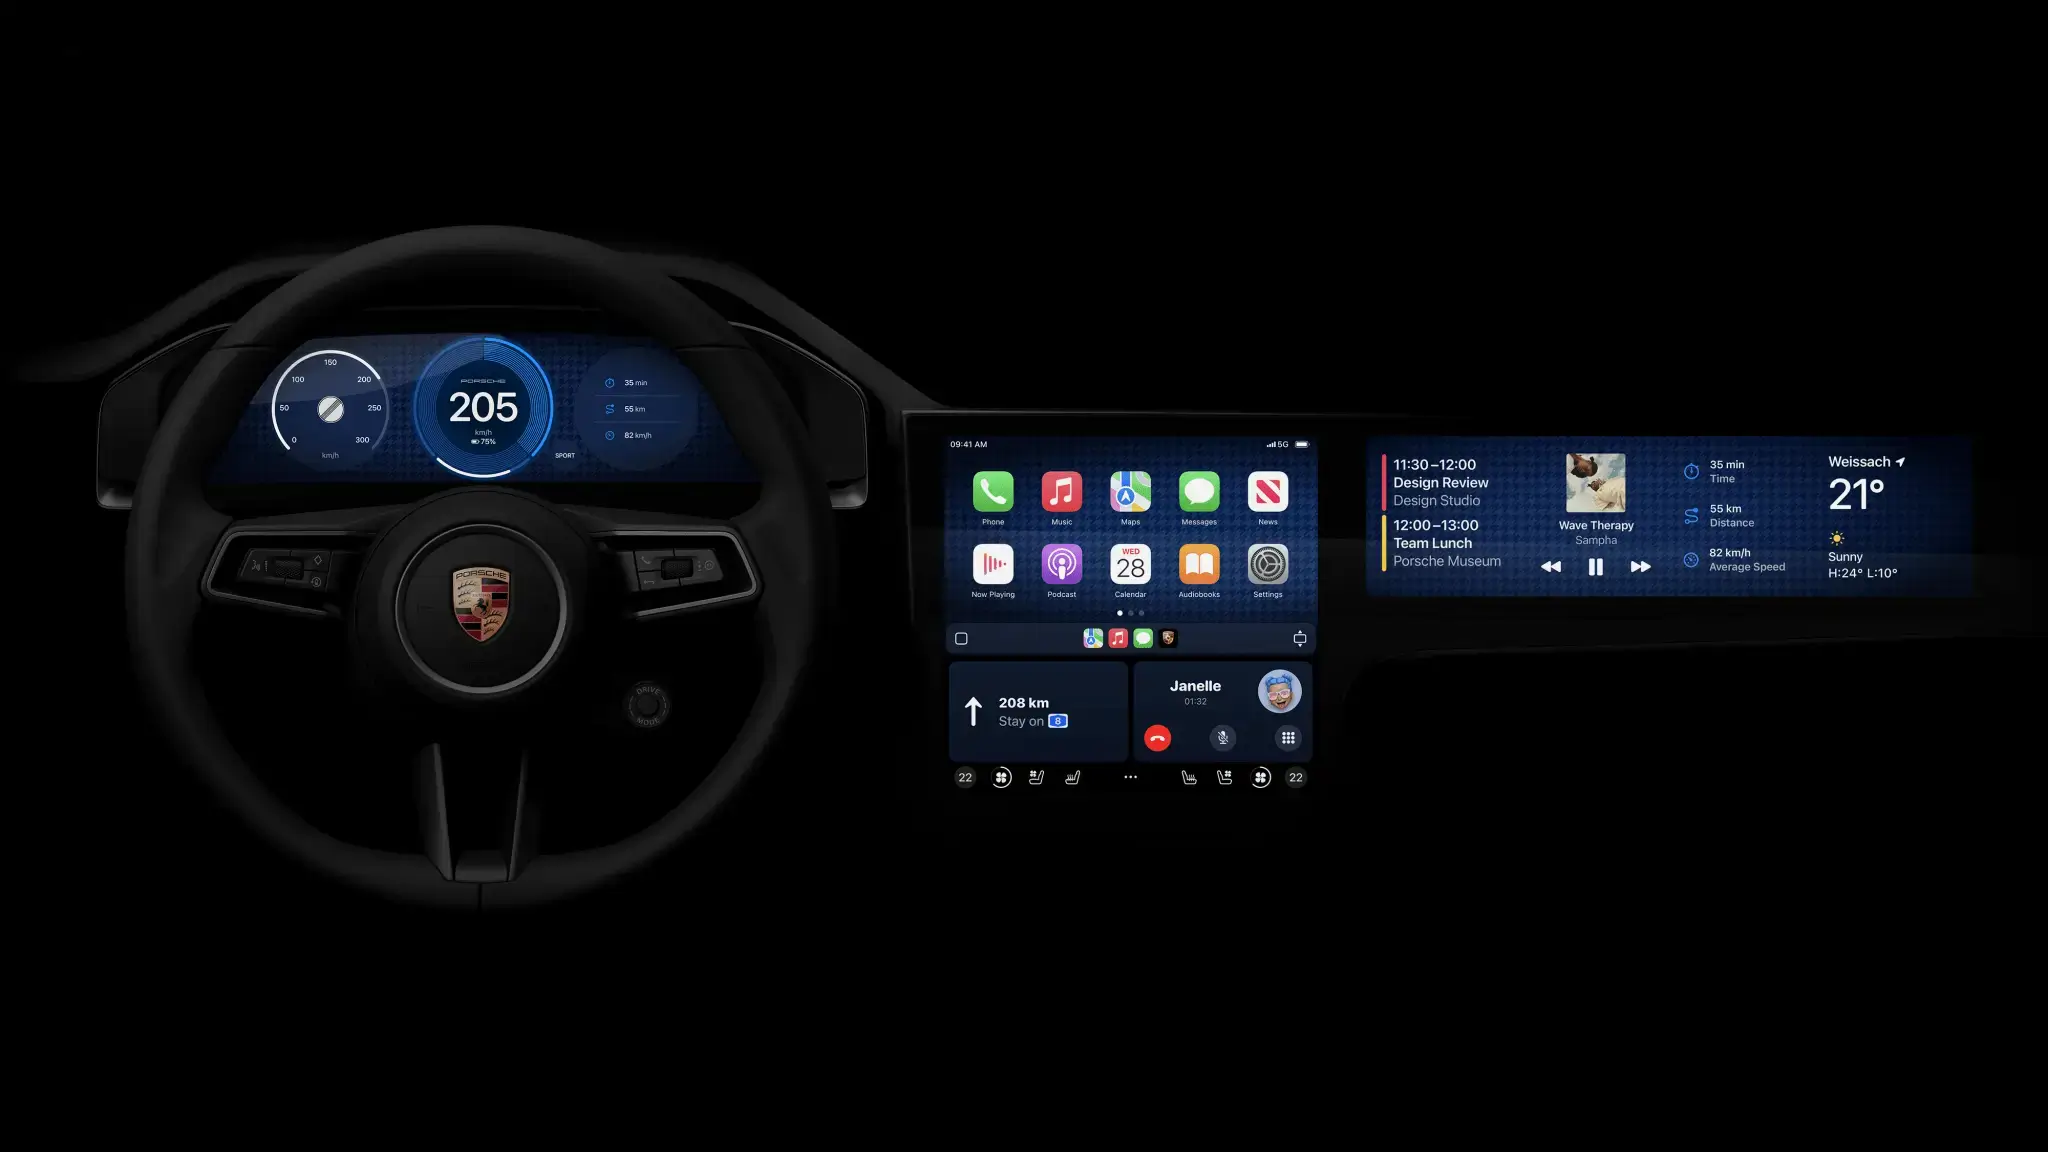 150
100
200
50
250
0
300
km/h
PORSCHE
205
km/h
75%
SPORT
35 min
55 km
82 km/h
PORSCHE
DRIVE
MODE
09:41 AM
5G
Phone
Music
Maps
Messages
News
WED
28
Now Playing
Podcast
Calendar
Audiobooks
Settings
208 km
Stay on 8
Janelle
01:32
22
22
11:30–12:00
Design Review
Design Studio
12:00–13:00
Team Lunch
Porsche Museum
Wave Therapy
Sampha
35 min
Time
55 km
Distance
82 km/h
Average Speed
Weissach
21°
Sunny
H:24° L:10°